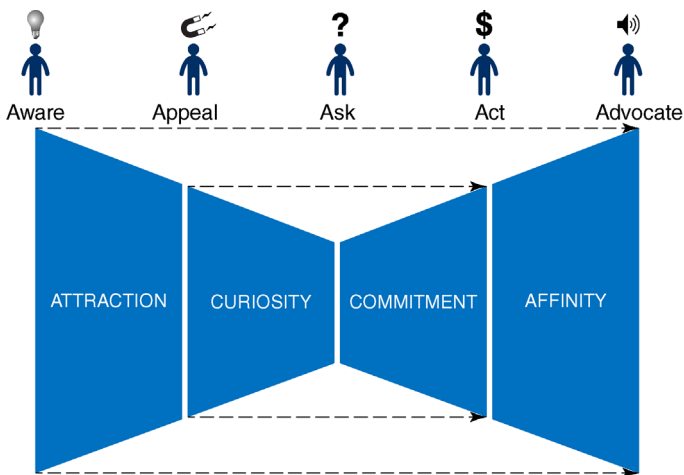 ? $
Aware Appeal Ask Act Advocate
ATTRACTION CURIOSITY COMMITMENT AFFINITY